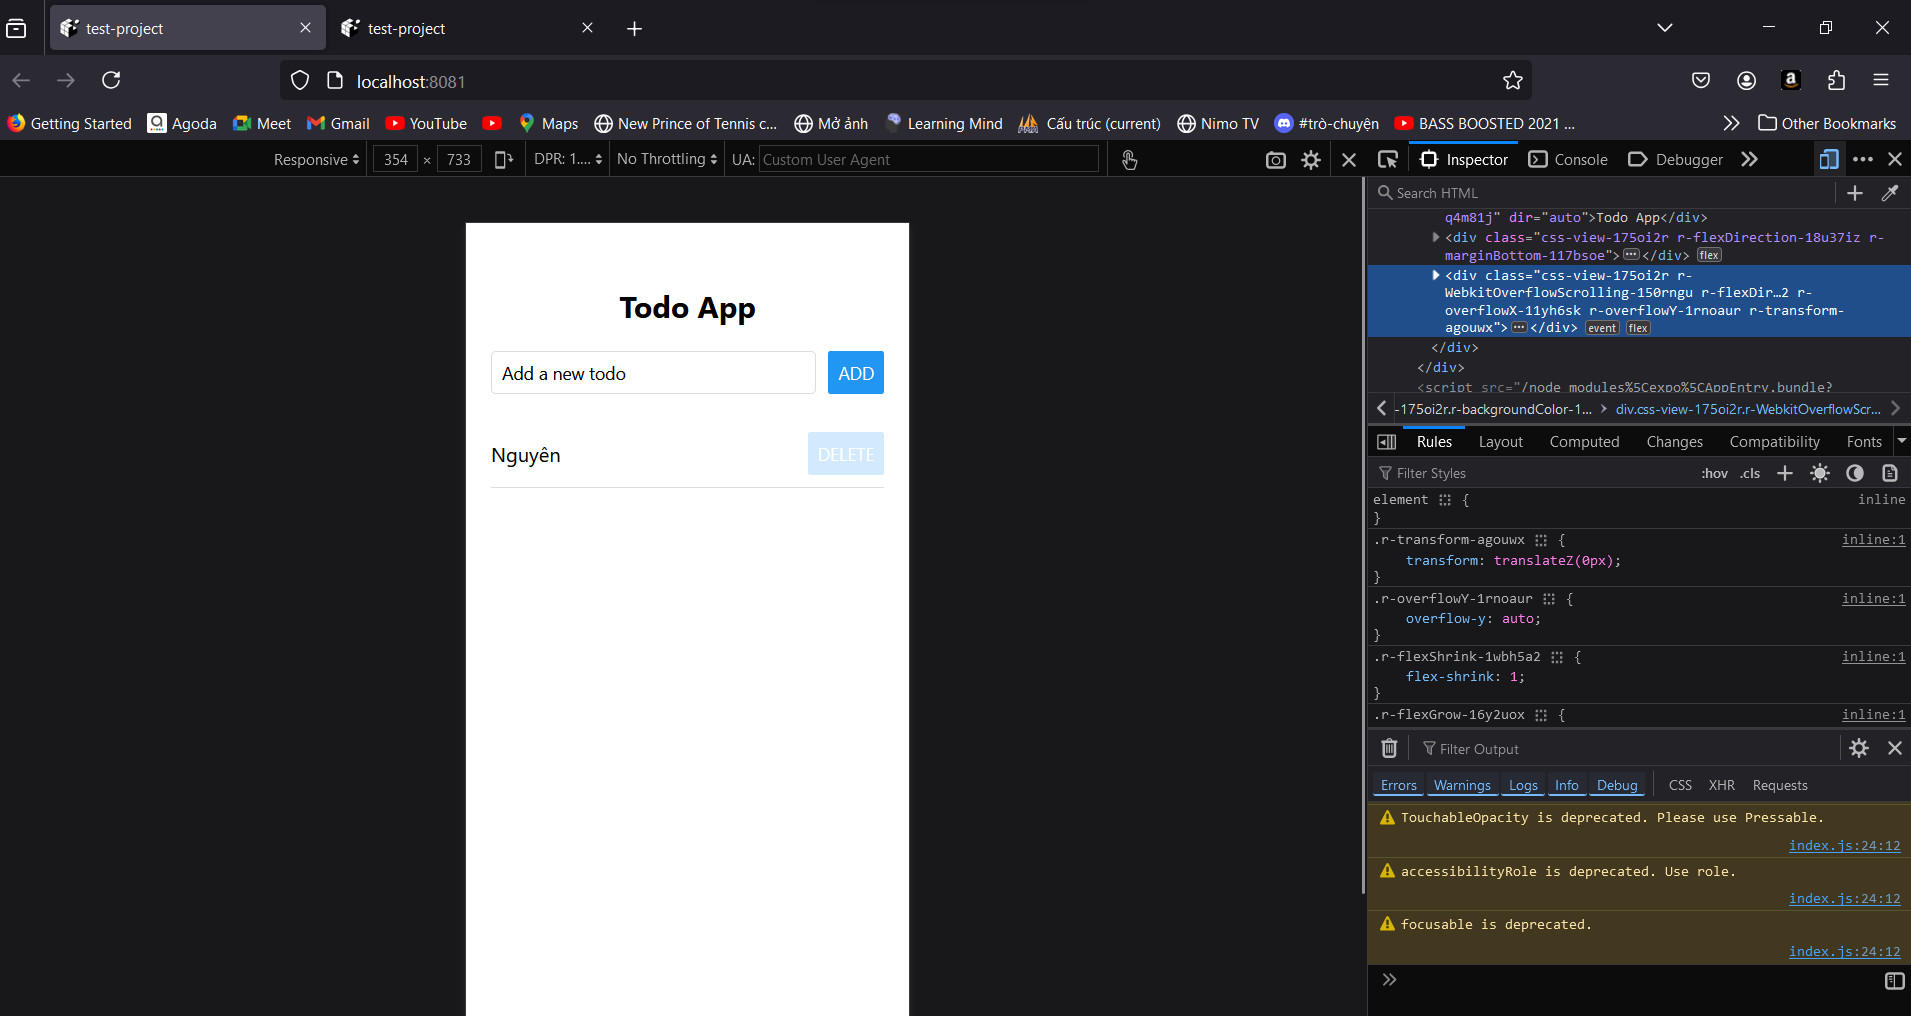 test-project
test-project
localhost:8081
Getting Started
Agoda
Meet
Gmail
YouTube
Maps
New Prince of Tennis c...
Mở ảnh
Learning Mind
Cấu trúc (current)
Nimo TV
#trò-chuyện
BASS BOOSTED 2021 ...
Other Bookmarks
Responsive
354 × 733
DPR: 1....
No Throttling
UA: Custom User Agent
Inspector
Console
Debugger
Todo App
Add a new todo
ADD
Nguyên
DELETE
Search HTML
q4m81j" dir="auto">Todo App</div>
<div class="css-view-175oi2r r-flexDirection-18u37iz r-
marginBottom-117bsoe"></div> flex
<div class="css-view-175oi2r r-
WebkitOverflowScrolling-150rngu r-flexDir…2 r-
overflowX-11yh6sk r-overflowY-1rnoaur r-transform-
agouwx"></div> event flex
</div>
</div>
<script src="/node_modules%5Cexpo%5CAppEntry.bundle?
-175oi2r.r-backgroundColor-1...
div.css-view-175oi2r.r-WebkitOverflowScr...
Rules
Layout
Computed
Changes
Compatibility
Fonts
Filter Styles
:hov .cls
element {
inline
}
.r-transform-agouwx {
inline:1
transform: translateZ(0px);
}
.r-overflowY-1rnoaur {
inline:1
overflow-y: auto;
}
.r-flexShrink-1wbh5a2 {
inline:1
flex-shrink: 1;
}
.r-flexGrow-16y2uox {
inline:1
Filter Output
Errors
Warnings
Logs
Info
Debug
CSS
XHR
Requests
TouchableOpacity is deprecated. Please use Pressable.
index.js:24:12
accessibilityRole is deprecated. Use role.
index.js:24:12
focusable is deprecated.
index.js:24:12